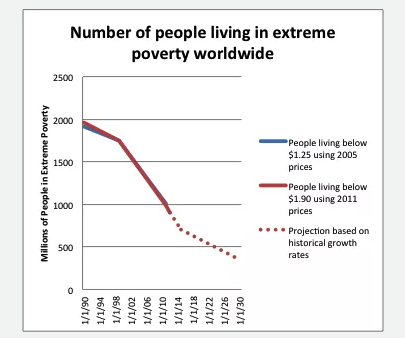 Number of people living in extreme
poverty worldwide
Millions of People in Extreme Poverty
2500
2000
1500
1000
500
0
1/1/90
1/1/94
1/1/98
1/1/02
1/1/06
1/1/10
1/1/14
1/1/18
1/1/22
1/1/26
1/1/30
People living below
$1.25 using 2005
prices
People living below
$1.90 using 2011
prices
Projection based on
historical growth
rates